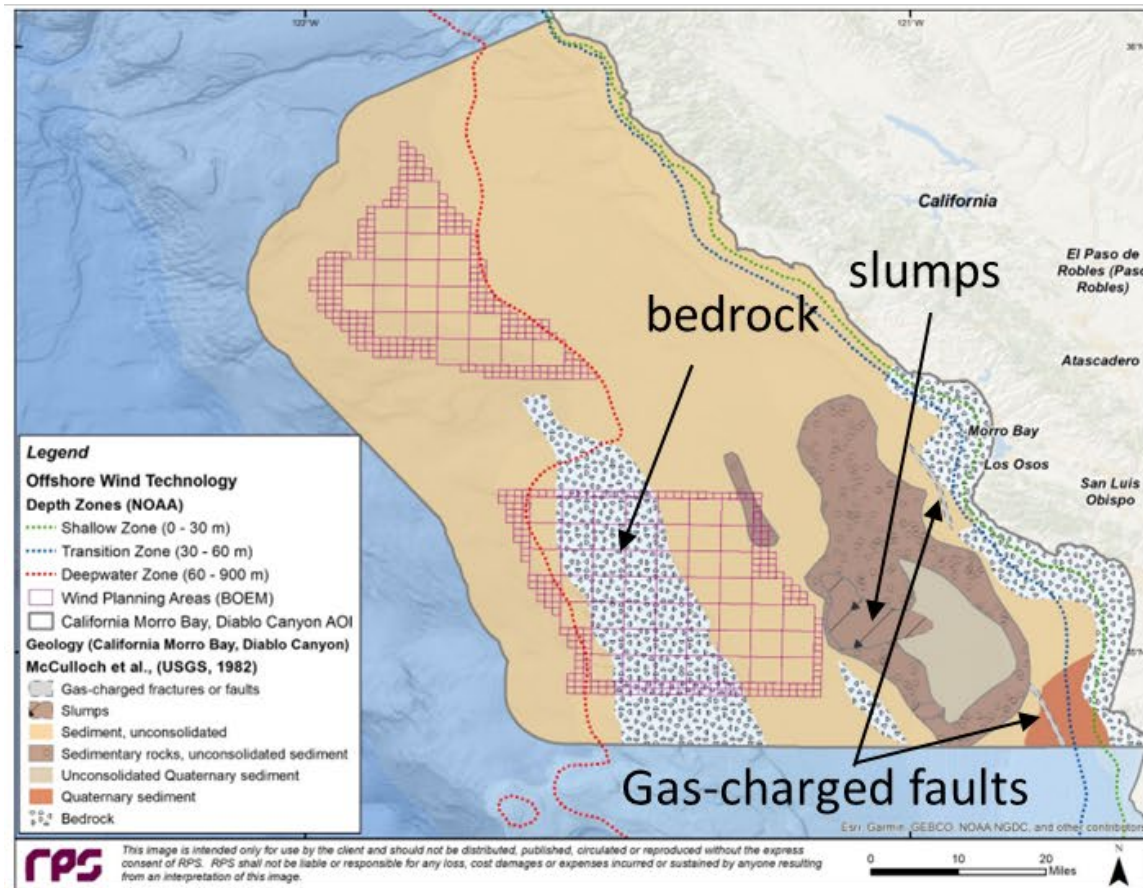 122°W
121°W
36°N
California
El Paso de
Robles (Paso
Robles)
slumps
bedrock
Atascadero
Morro Bay
Los Osos
San Luis
Obispo
35°N
Legend
Offshore Wind Technology
Depth Zones (NOAA)
Shallow Zone (0 - 30 m)
Transition Zone (30 - 60 m)
Deepwater Zone (60 - 900 m)
Wind Planning Areas (BOEM)
California Morro Bay, Diablo Canyon AOI
Geology (California Morro Bay, Diablo Canyon)
McCulloch et al., (USGS, 1982)
Gas-charged fractures or faults
Slumps
Sediment, unconsolidated
Sedimentary rocks, unconsolidated sediment
Unconsolidated Quaternary sediment
Quaternary sediment
Bedrock
Gas-charged faults
Esri, Garmin, GEBCO, NOAA NGDC, and other contributors
RPS
This image is intended only for use by the client and should not be distributed, published, circulated or reproduced without the express
consent of RPS. RPS shall not be liable or responsible for any loss, cost damages or expenses incurred or sustained by anyone resulting
from an interpretation of this image.
0 10 20
Miles
N